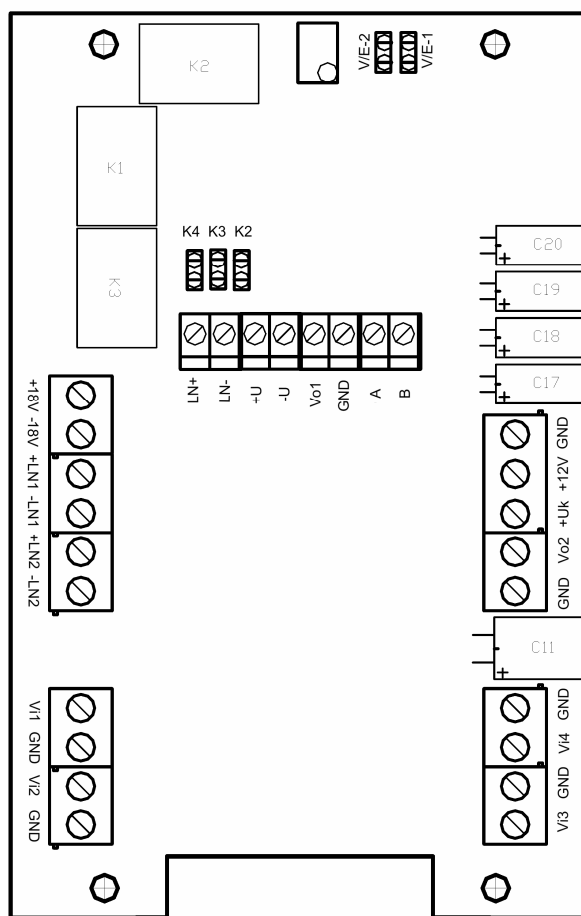 K2
V/E-2
V/E-1
K1
K4 K3 K2
C20
K3
C19
C18
C17
LN+
LN-
+U
-U
Vo1
GND
A
B
+18V
-18V
+LN1
-LN1
+LN2
-LN2
GND
+12V
+Uk
Vo2
GND
C11
Vi1
GND
Vi2
GND
GND
Vi4
GND
Vi3